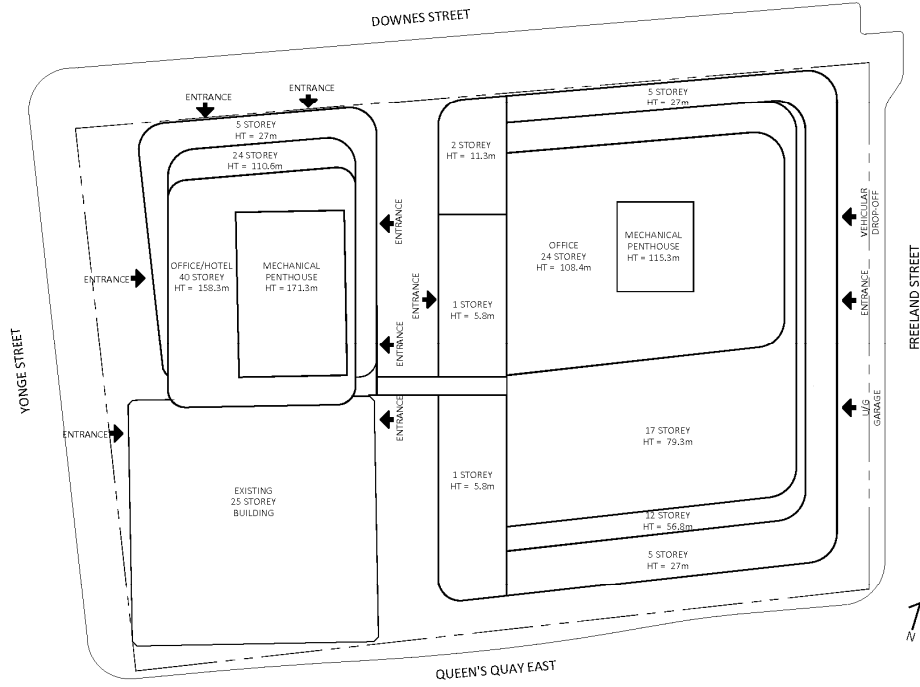 DOWNES STREET
ENTRANCE
ENTRANCE
5 STOREY
HT = 27m
24 STOREY
HT = 110.6m
OFFICE/HOTEL
40 STOREY
HT = 158.3m
MECHANICAL
PENTHOUSE
HT = 171.3m
ENTRANCE
ENTRANCE
ENTRANCE
ENTRANCE
ENTRANCE
EXISTING
25 STOREY
BUILDING
YONGE STREET
5 STOREY
HT = 27m
2 STOREY
HT = 11.3m
OFFICE
24 STOREY
HT = 108.4m
MECHANICAL
PENTHOUSE
HT = 115.3m
ENTRANCE
1 STOREY
HT = 5.8m
VEHICULAR
DROP-OFF
ENTRANCE
U/G
GARAGE
FREELAND STREET
17 STOREY
HT = 79.3m
1 STOREY
HT = 5.8m
12 STOREY
HT = 56.8m
5 STOREY
HT = 27m
N
QUEEN'S QUAY EAST